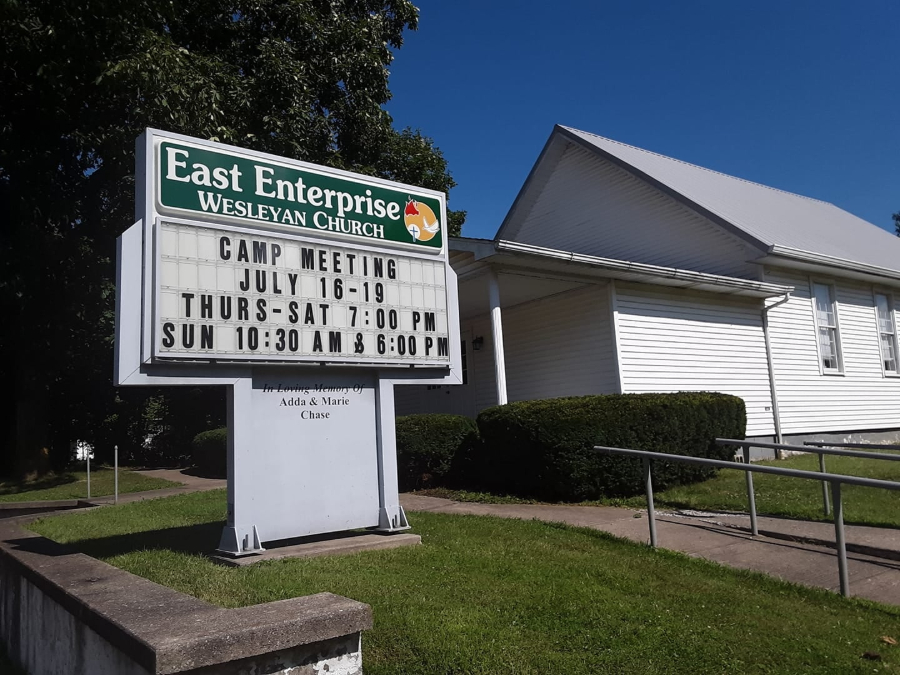 East Enterprise
WESLEYAN CHURCH
CAMP MEETING
JULY 16-19
THURS-SAT 7:00 PM
SUN 10:30 AM & 6:00 PM
In Loving Memory Of
Adda & Marie
Chase